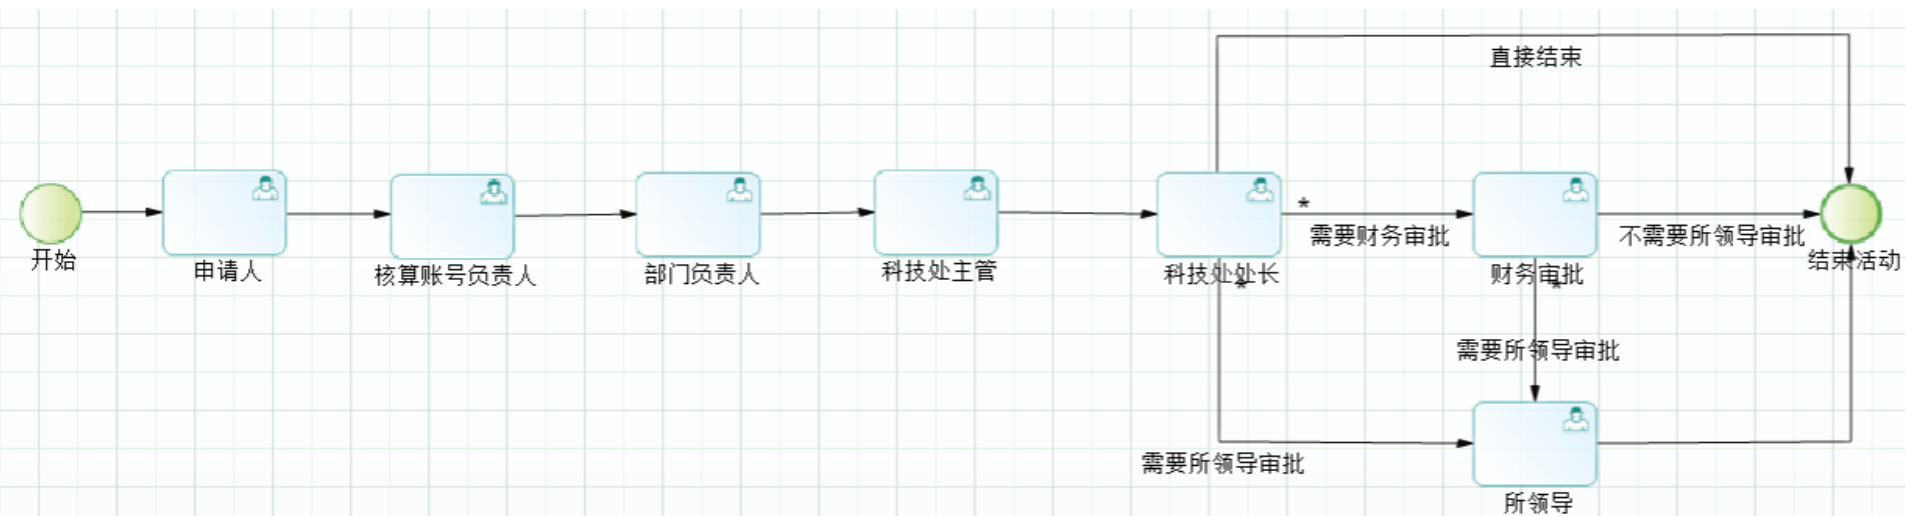 直接结束
*
需要财务审批
不需要所领导审批
开始
申请人
核算账号负责人
部门负责人
科技处主管
科技处处长
*
财务审批
*
结束活动
需要所领导审批
需要所领导审批
所领导